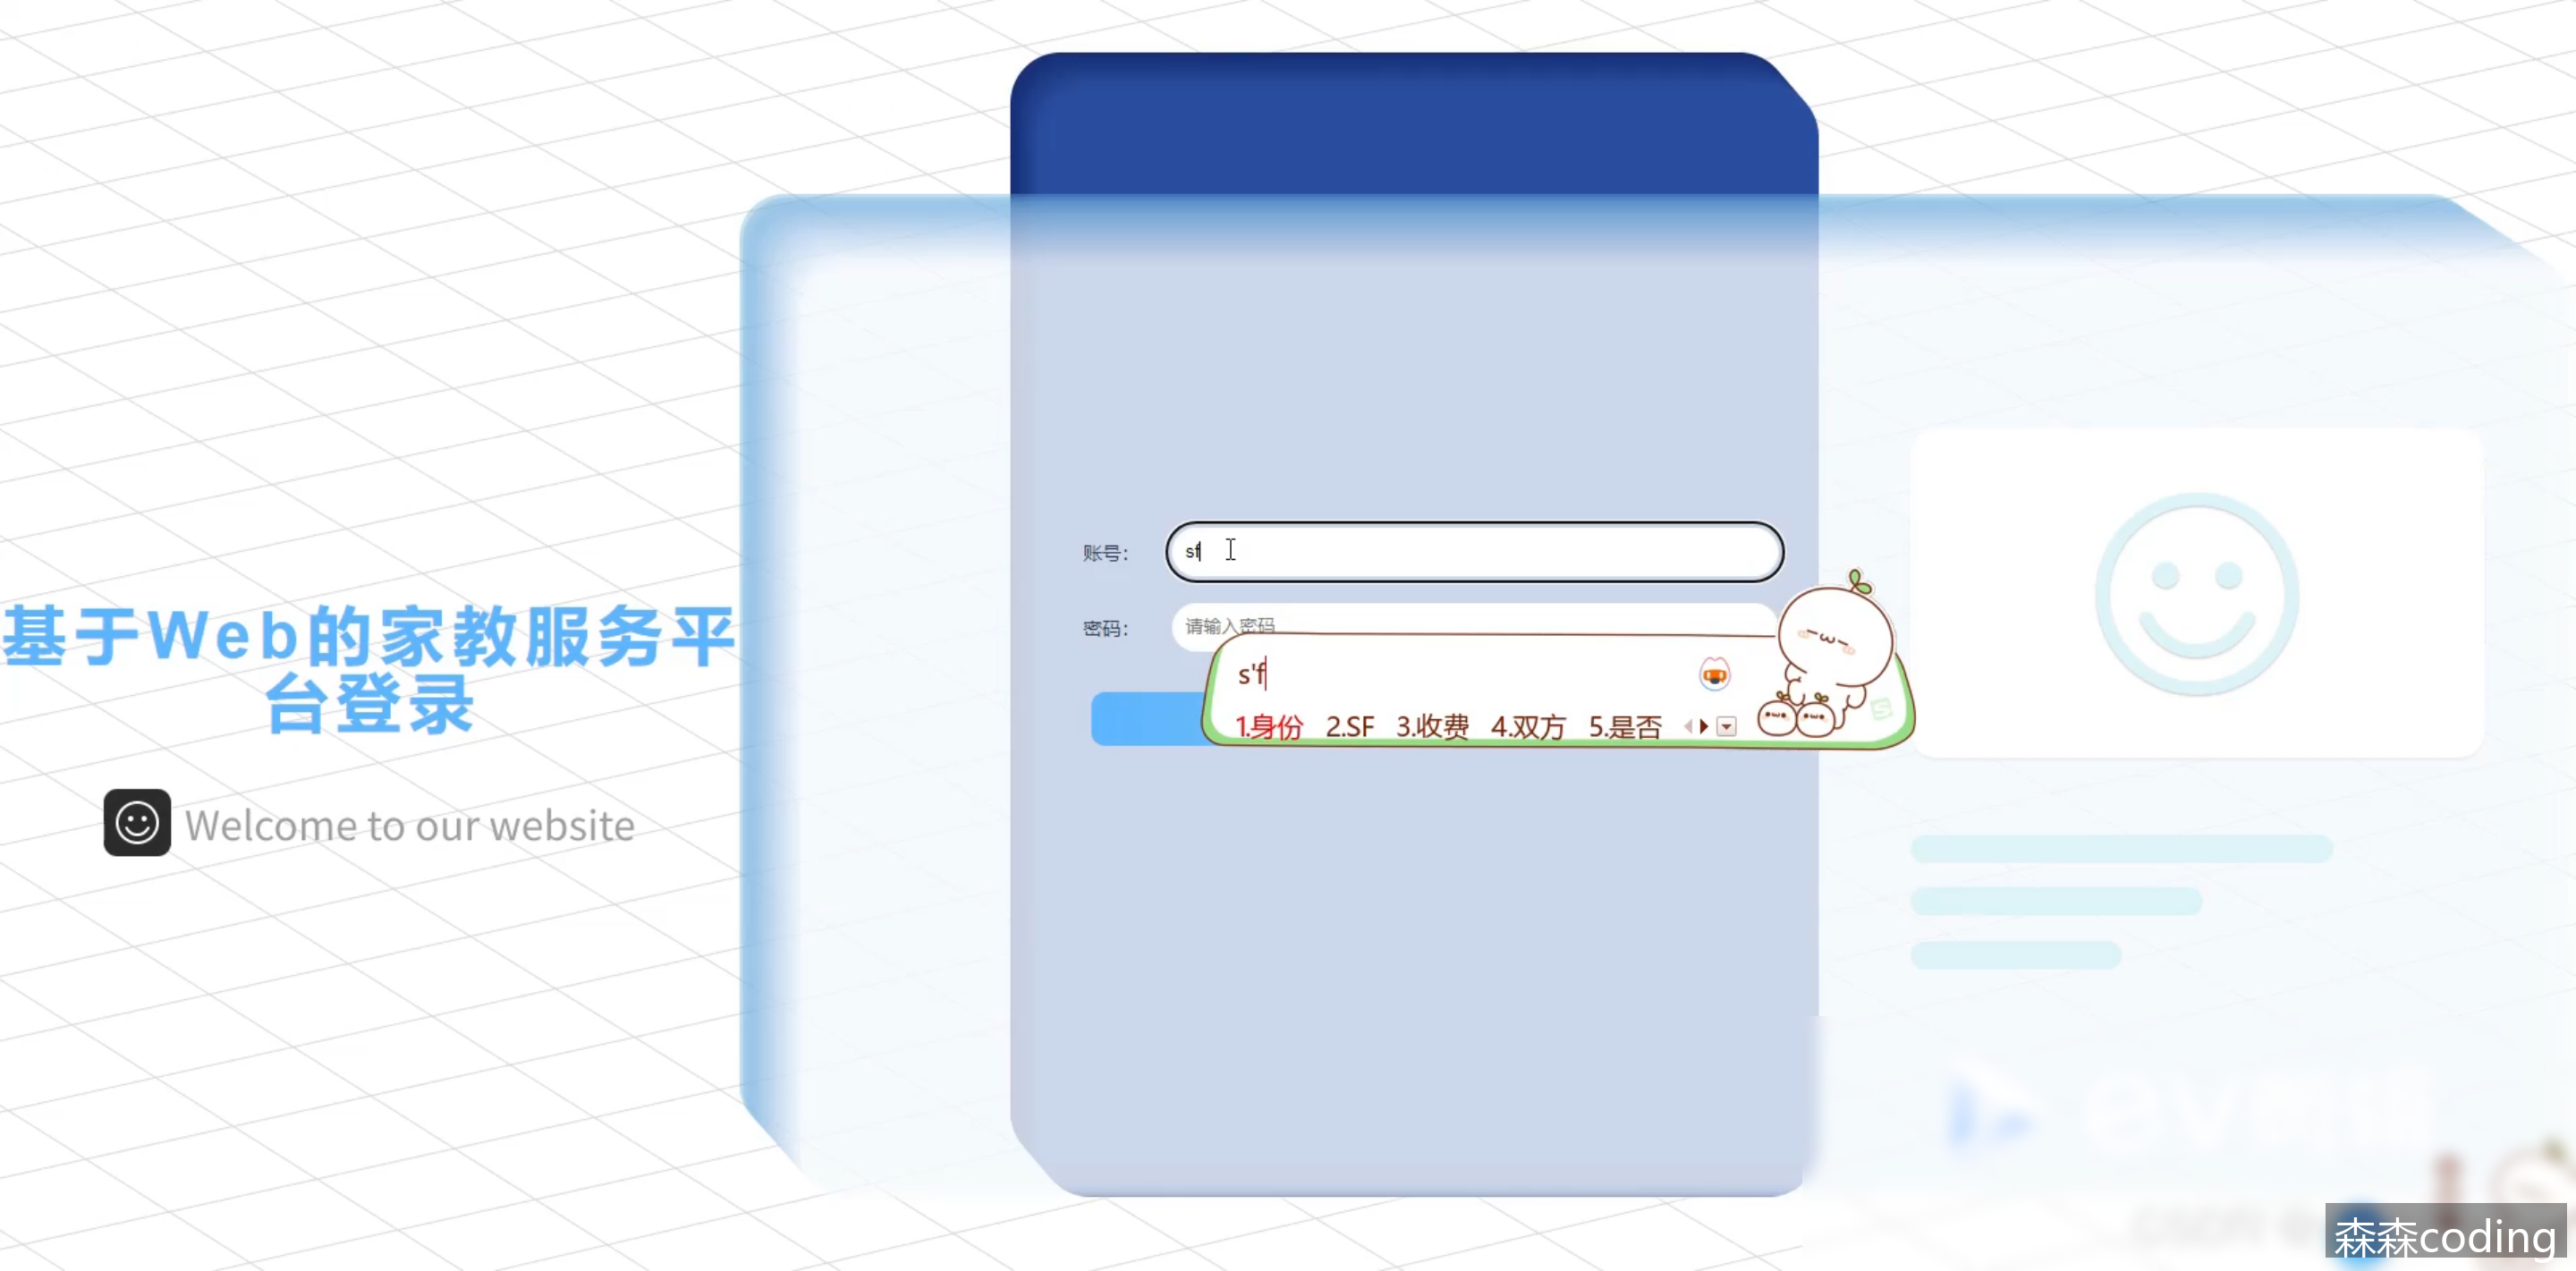 基于Web的家教服务平
台登录
Welcome to our website
账号：
sf
密码：
请输入密码
s'f
1.身份 2.SF 3.收费 4.双方 5.是否
森森coding